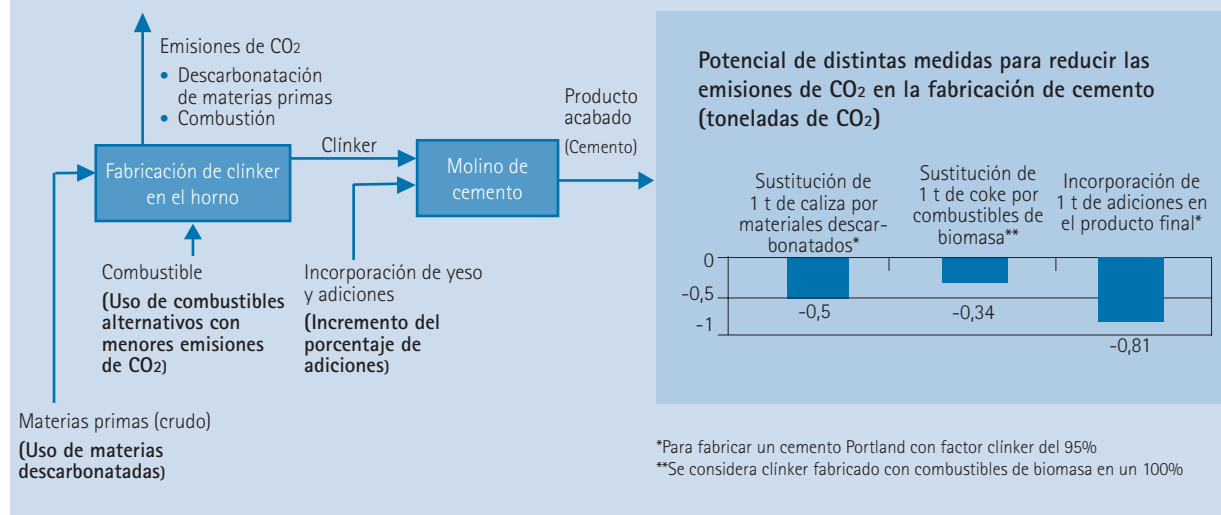 Emisiones de CO2
• Descarbonatación
de materias primas
• Combustión
Fabricación de clínker
en el horno
Clínker
Molino de
cemento
Producto
acabado
(Cemento)
Combustible
(Uso de combustibles
alternativos con
menores emisiones
de CO2)
Incorporación de yeso
y adiciones
(Incremento del
porcentaje de
adiciones)
Materias primas (crudo)
(Uso de materias
descarbonatadas)
Potencial de distintas medidas para reducir las
emisiones de CO2 en la fabricación de cemento
(toneladas de CO2)
Sustitución de
1 t de caliza por
materiales descar-
bonatados*
Sustitución de
1 t de coke por
combustibles de
biomasa**
Incorporación de
1 t de adiciones en
el producto final*
0
-0,5
-1
-0,5
-0,34
-0,81
*Para fabricar un cemento Portland con factor clínker del 95%
**Se considera clínker fabricado con combustibles de biomasa en un 100%